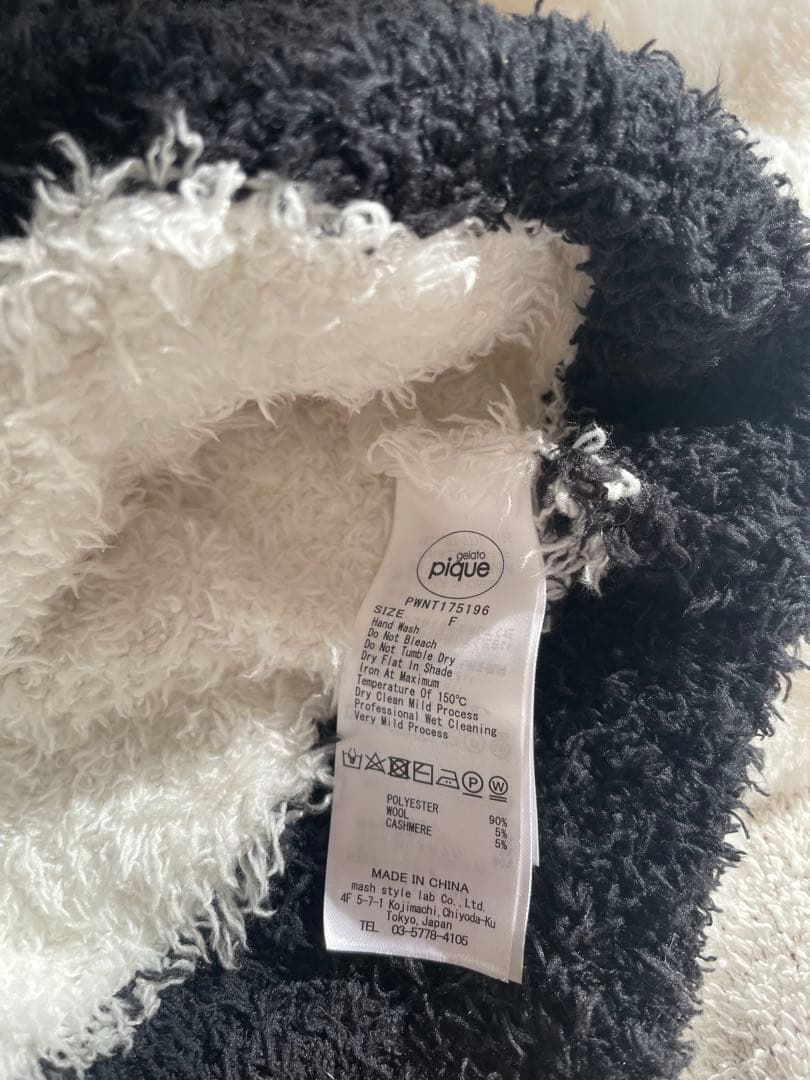 gelato
pique
PWNT175196
SIZE F
Hand Wash
Do Not Bleach
Do Not Tumble Dry
Dry Flat In Shade
Iron At Maximum
Temperature Of 150℃
Dry Clean Mild Process
Professional Wet Cleaning
Very Mild Process
P W
POLYESTER 90%
WOOL 5%
CASHMERE 5%
MADE IN CHINA
mash style lab Co.,Ltd.
4F 5-7-1 Kojimachi,Chiyoda-Ku
Tokyo,Japan
TEL 03-5778-4105